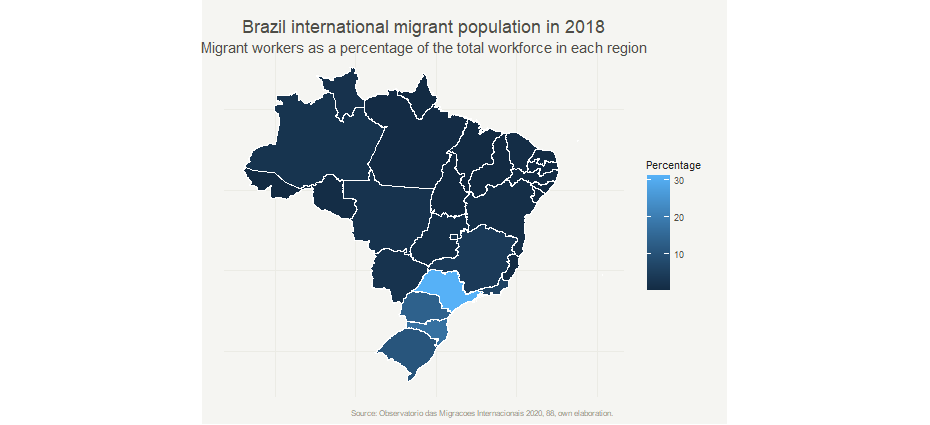 Brazil international migrant population in 2018
Migrant workers as a percentage of the total workforce in each region
Percentage
30
20
10
Source: Observatorio das Migracoes Internacionais 2020, 88, own elaboration.